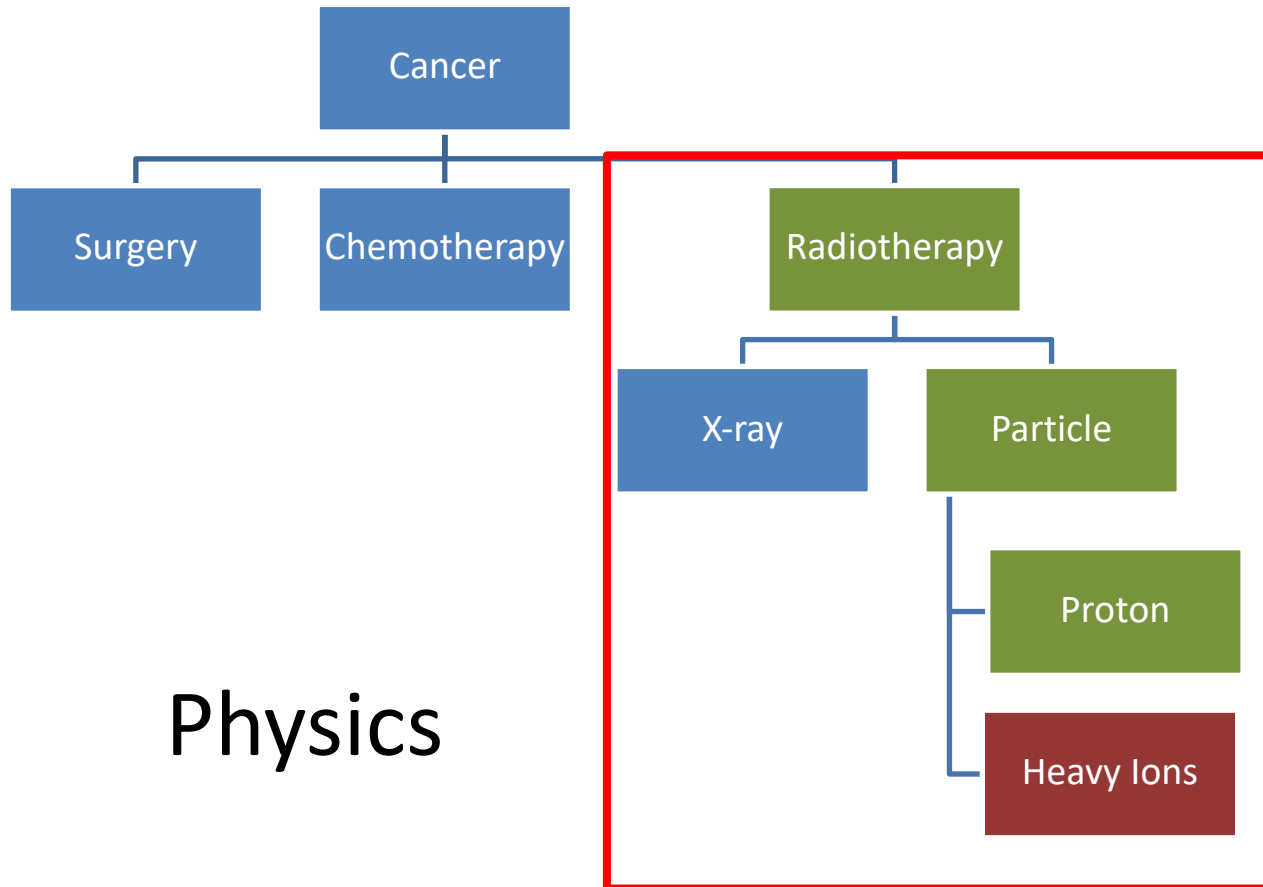 Cancer
Surgery
Chemotherapy
Radiotherapy
X-ray
Particle
Proton
Physics
Heavy Ions